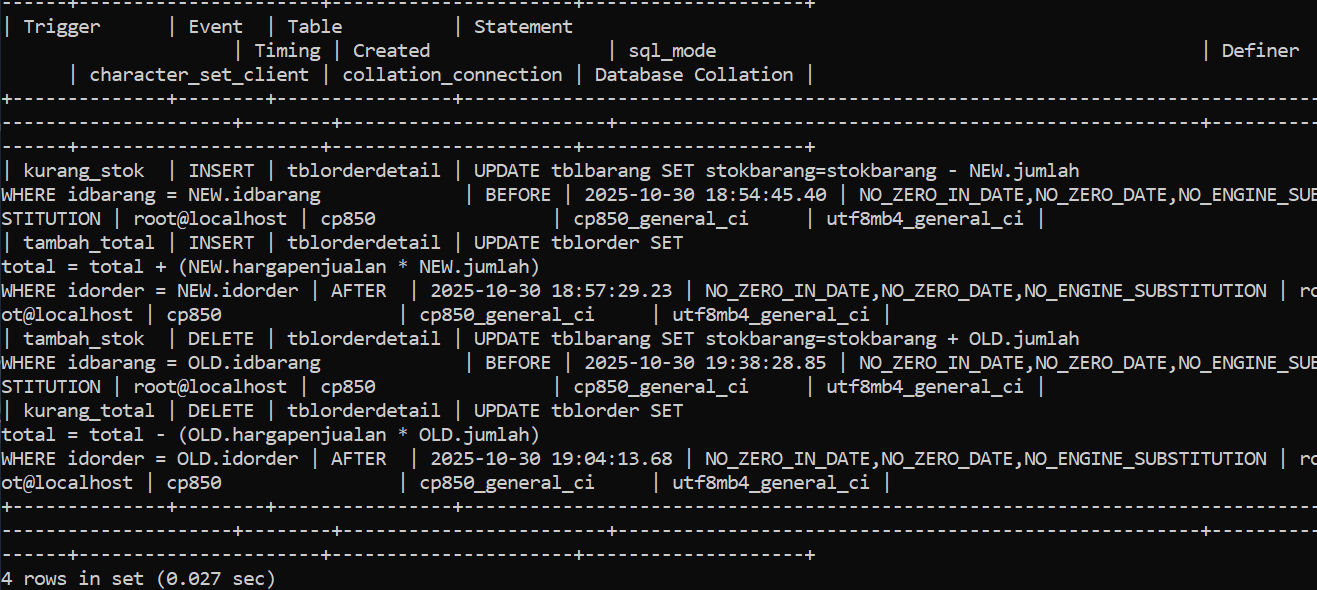 | Trigger      | Event  | Table          | Statement
                     | Timing | Created                | sql_mode                                            | Definer
      | character_set_client | collation_connection | Database Collation |
+--------------+--------+----------------+------------------------------------------------------------------------------
---------------------+--------+------------------------+-----------------------------------------------------+----------
------+----------------------+----------------------+--------------------+
| kurang_stok  | INSERT | tblorderdetail | UPDATE tblbarang SET stokbarang=stokbarang - NEW.jumlah
WHERE idbarang = NEW.idbarang             | BEFORE | 2025-10-30 18:54:45.40 | NO_ZERO_IN_DATE,NO_ZERO_DATE,NO_ENGINE_SUB
STITUTION | root@localhost | cp850                | cp850_general_ci     | utf8mb4_general_ci |
| tambah_total | INSERT | tblorderdetail | UPDATE tblorder SET
total = total + (NEW.hargapenjualan * NEW.jumlah)
WHERE idorder = NEW.idorder | AFTER  | 2025-10-30 18:57:29.23 | NO_ZERO_IN_DATE,NO_ZERO_DATE,NO_ENGINE_SUBSTITUTION | ro
ot@localhost | cp850                | cp850_general_ci     | utf8mb4_general_ci |
| tambah_stok  | DELETE | tblorderdetail | UPDATE tblbarang SET stokbarang=stokbarang + OLD.jumlah
WHERE idbarang = OLD.idbarang             | BEFORE | 2025-10-30 19:38:28.85 | NO_ZERO_IN_DATE,NO_ZERO_DATE,NO_ENGINE_SUB
STITUTION | root@localhost | cp850                | cp850_general_ci     | utf8mb4_general_ci |
| kurang_total | DELETE | tblorderdetail | UPDATE tblorder SET
total = total - (OLD.hargapenjualan * OLD.jumlah)
WHERE idorder = OLD.idorder | AFTER  | 2025-10-30 19:04:13.68 | NO_ZERO_IN_DATE,NO_ZERO_DATE,NO_ENGINE_SUBSTITUTION | ro
ot@localhost | cp850                | cp850_general_ci     | utf8mb4_general_ci |
+--------------+--------+----------------+------------------------------------------------------------------------------
---------------------+--------+------------------------+-----------------------------------------------------+----------
------+----------------------+----------------------+--------------------+
4 rows in set (0.027 sec)